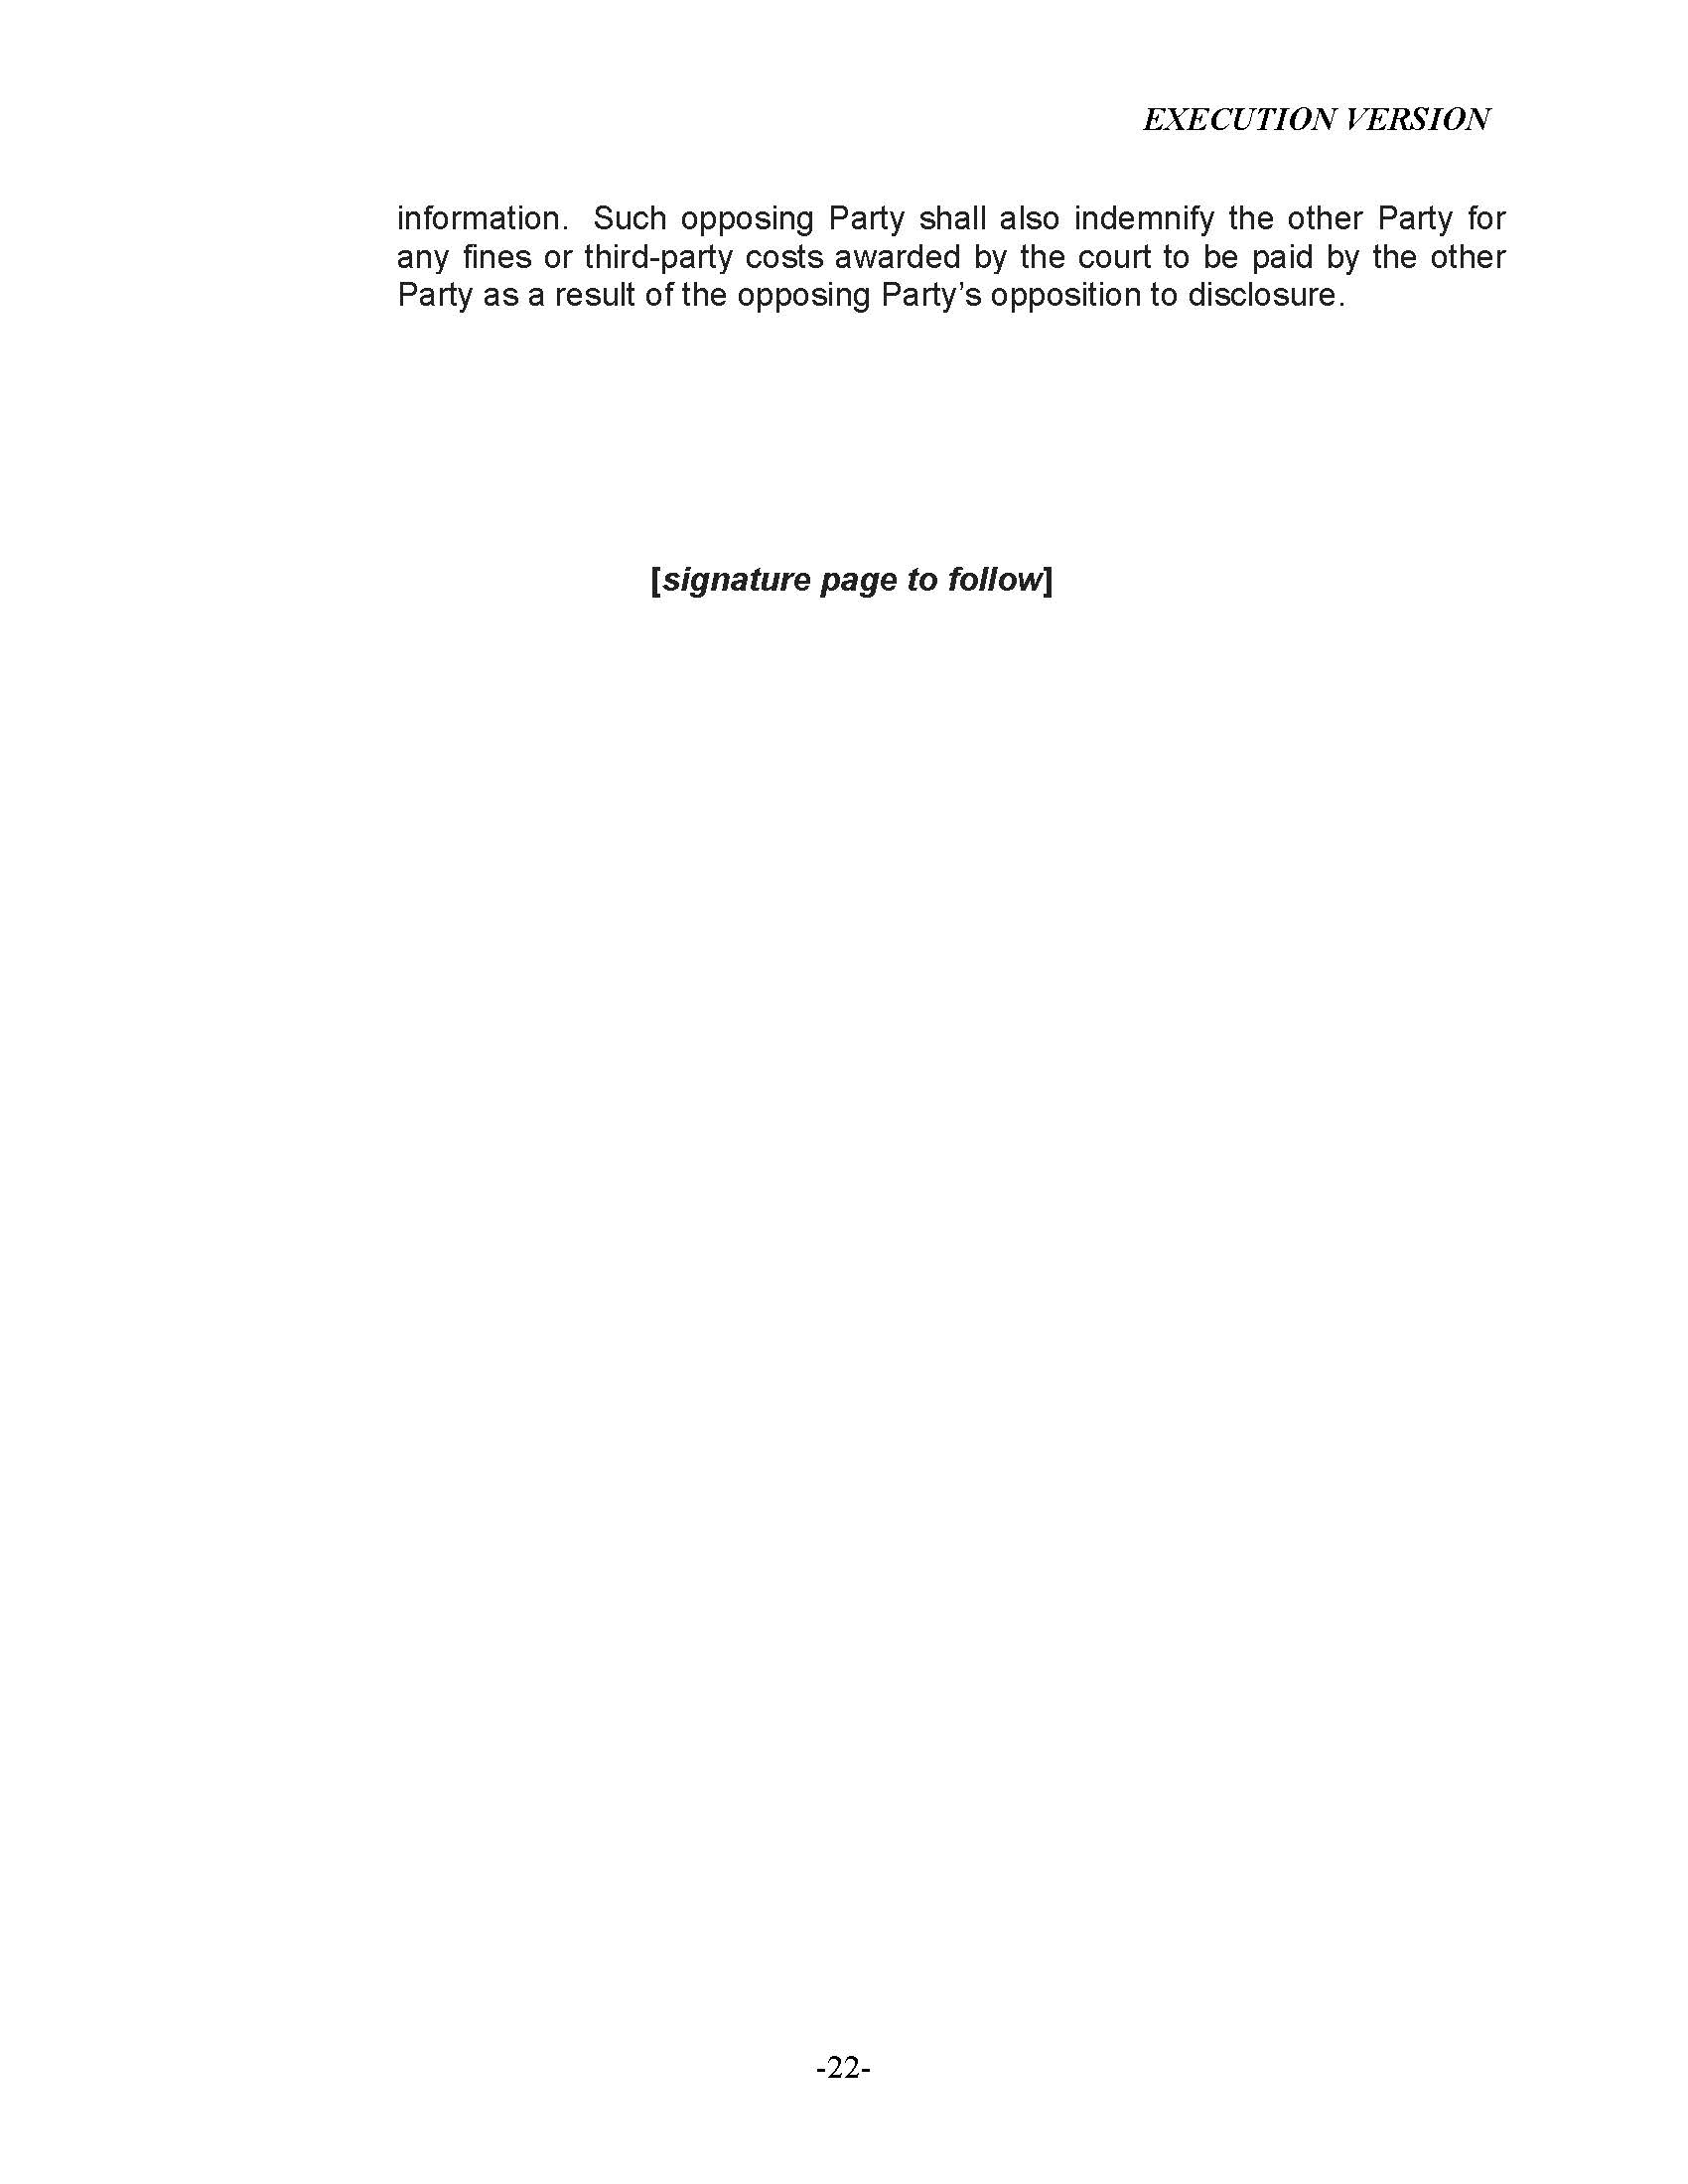 EXECUTION VERSION
information. Such opposing Party shall also indemnify the other Party for
any fines or third-party costs awarded by the court to be paid by the other
Party as a result of the opposing Party’s opposition to disclosure.
[signature page to follow]
-22-